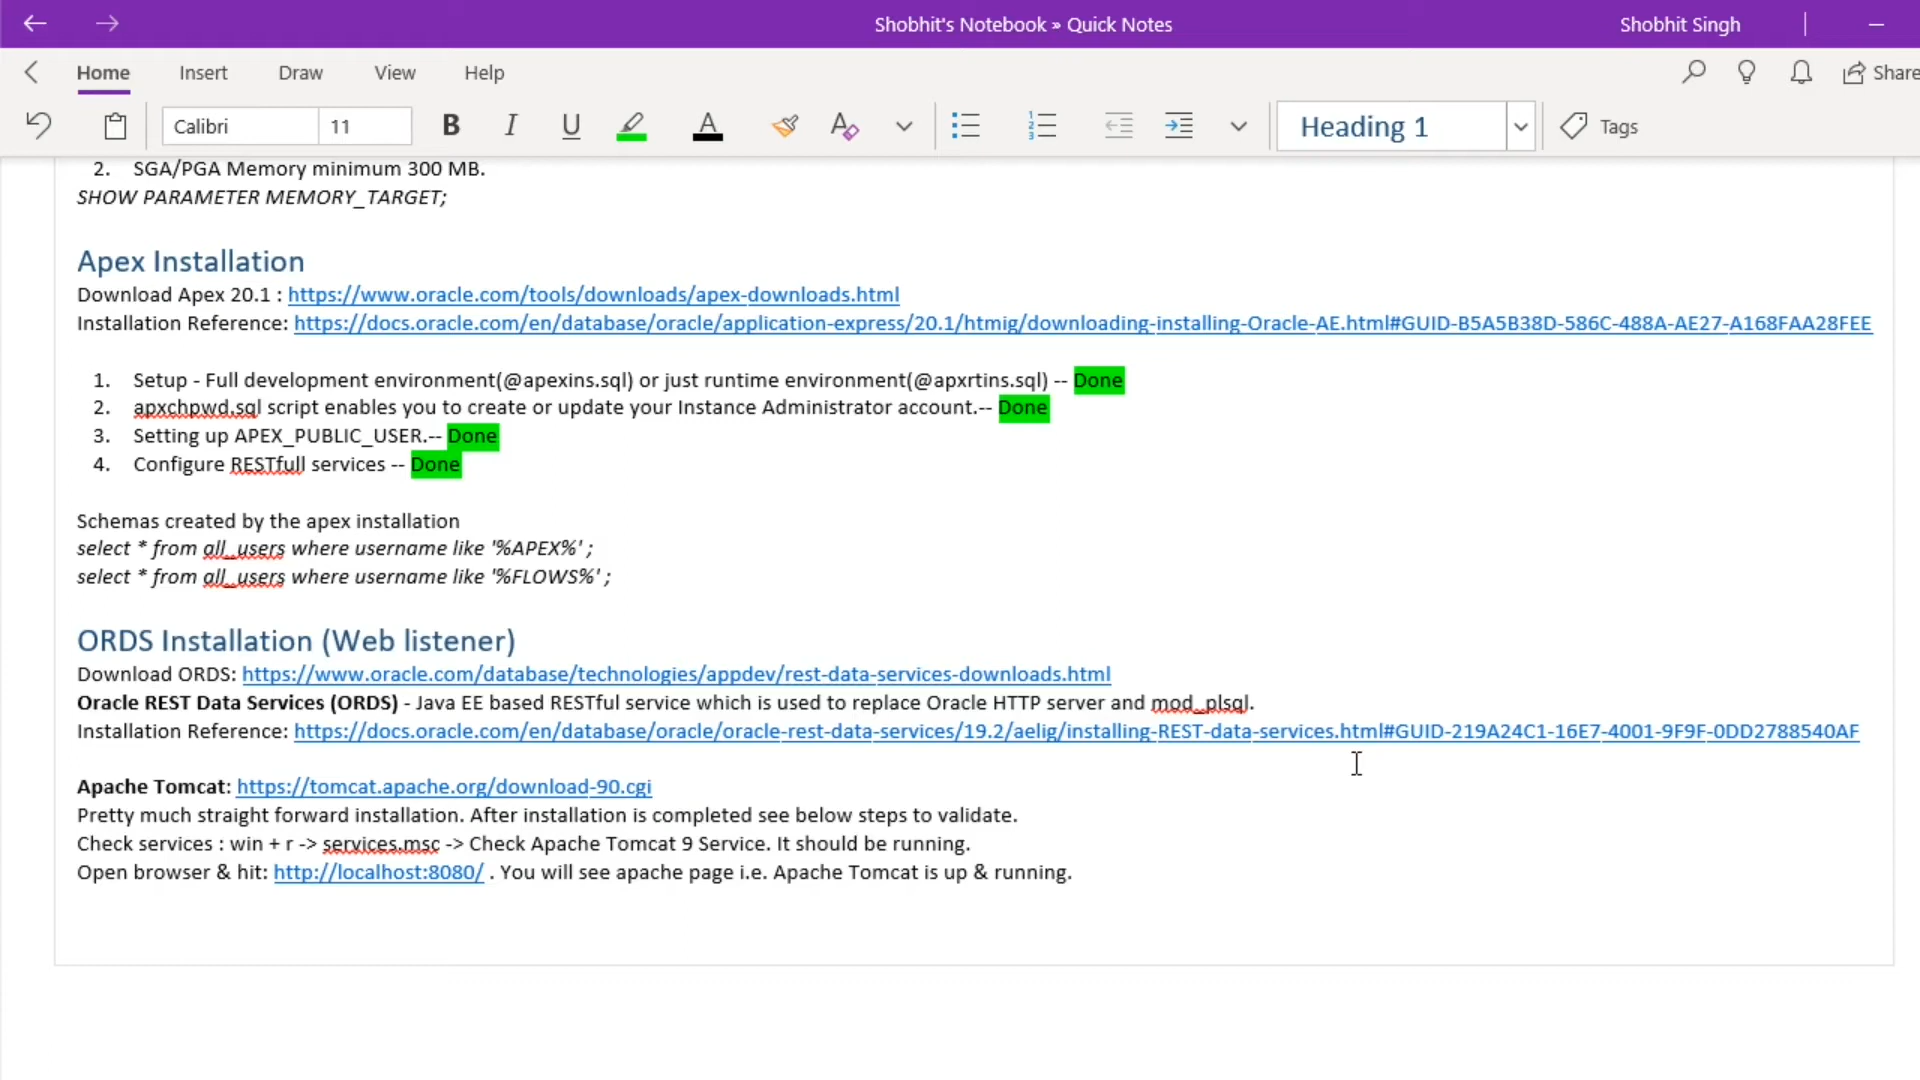 Shobhit's Notebook » Quick Notes
Shobhit Singh
Home Insert Draw View Help
Share
Calibri 11 B I U A A Heading 1 Tags
2. SGA/PGA Memory minimum 300 MB.
SHOW PARAMETER MEMORY_TARGET;
Apex Installation
Download Apex 20.1 : https://www.oracle.com/tools/downloads/apex-downloads.html
Installation Reference: https://docs.oracle.com/en/database/oracle/application-express/20.1/htmig/downloading-installing-Oracle-AE.html#GUID-B5A5B38D-586C-488A-AE27-A168FAA28FEE
1. Setup - Full development environment(@apexins.sql) or just runtime environment(@apxrtins.sql) -- Done
2. apxchpwd.sql script enables you to create or update your Instance Administrator account.-- Done
3. Setting up APEX_PUBLIC_USER.-- Done
4. Configure RESTfull services -- Done
Schemas created by the apex installation
select * from all_users where username like '%APEX%' ;
select * from all_users where username like '%FLOWS%' ;
ORDS Installation (Web listener)
Download ORDS: https://www.oracle.com/database/technologies/appdev/rest-data-services-downloads.html
Oracle REST Data Services (ORDS) - Java EE based RESTful service which is used to replace Oracle HTTP server and mod_plsql.
Installation Reference: https://docs.oracle.com/en/database/oracle/oracle-rest-data-services/19.2/aelig/installing-REST-data-services.html#GUID-219A24C1-16E7-4001-9F9F-0DD2788540AF
Apache Tomcat: https://tomcat.apache.org/download-90.cgi
Pretty much straight forward installation. After installation is completed see below steps to validate.
Check services : win + r -> services.msc -> Check Apache Tomcat 9 Service. It should be running.
Open browser & hit: http://localhost:8080/ . You will see apache page i.e. Apache Tomcat is up & running.